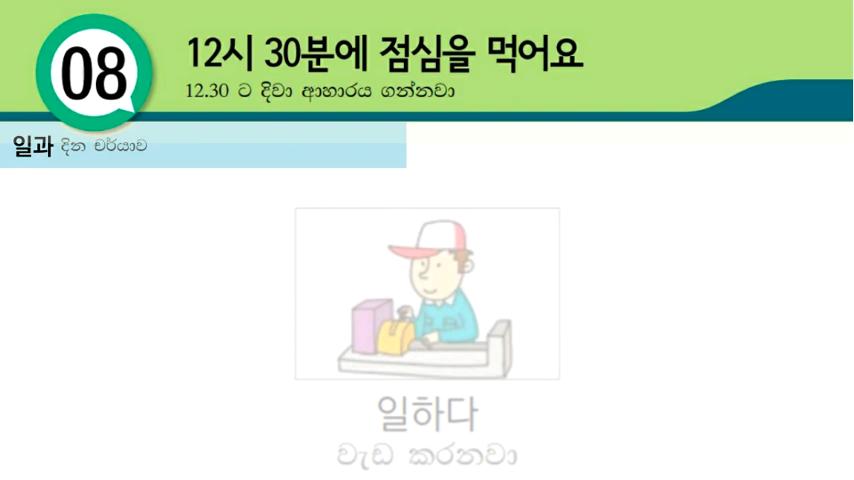 08
12시 30분에 점심을 먹어요
12.30 ට දිවා ආහාරය ගන්නවා
일과 දින චර්යාව
일하다
වැඩ කරනවා